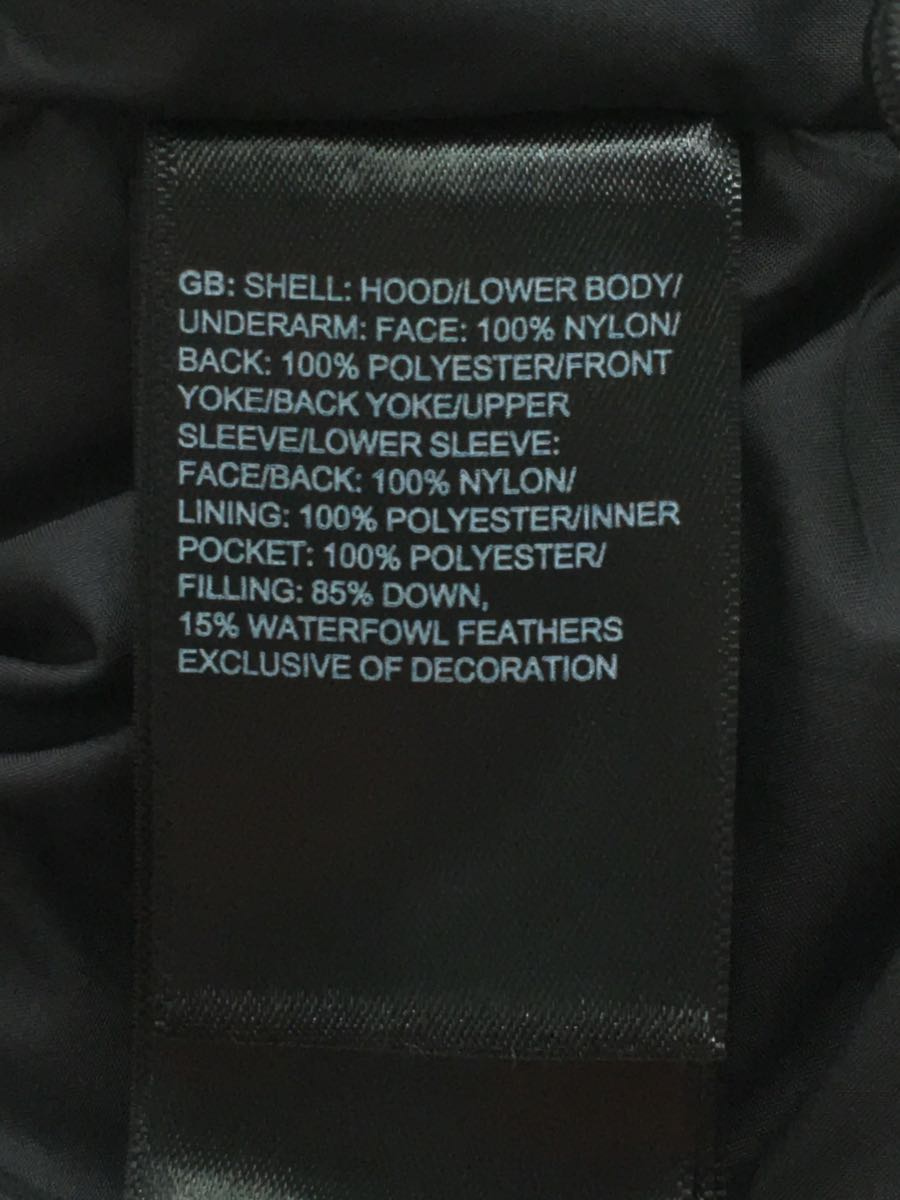 GB: SHELL: HOOD/LOWER BODY/
UNDERARM: FACE: 100% NYLON/
BACK: 100% POLYESTER/FRONT
YOKE/BACK YOKE/UPPER
SLEEVE/LOWER SLEEVE:
FACE/BACK: 100% NYLON/
LINING: 100% POLYESTER/INNER
POCKET: 100% POLYESTER/
FILLING: 85% DOWN,
15% WATERFOWL FEATHERS
EXCLUSIVE OF DECORATION